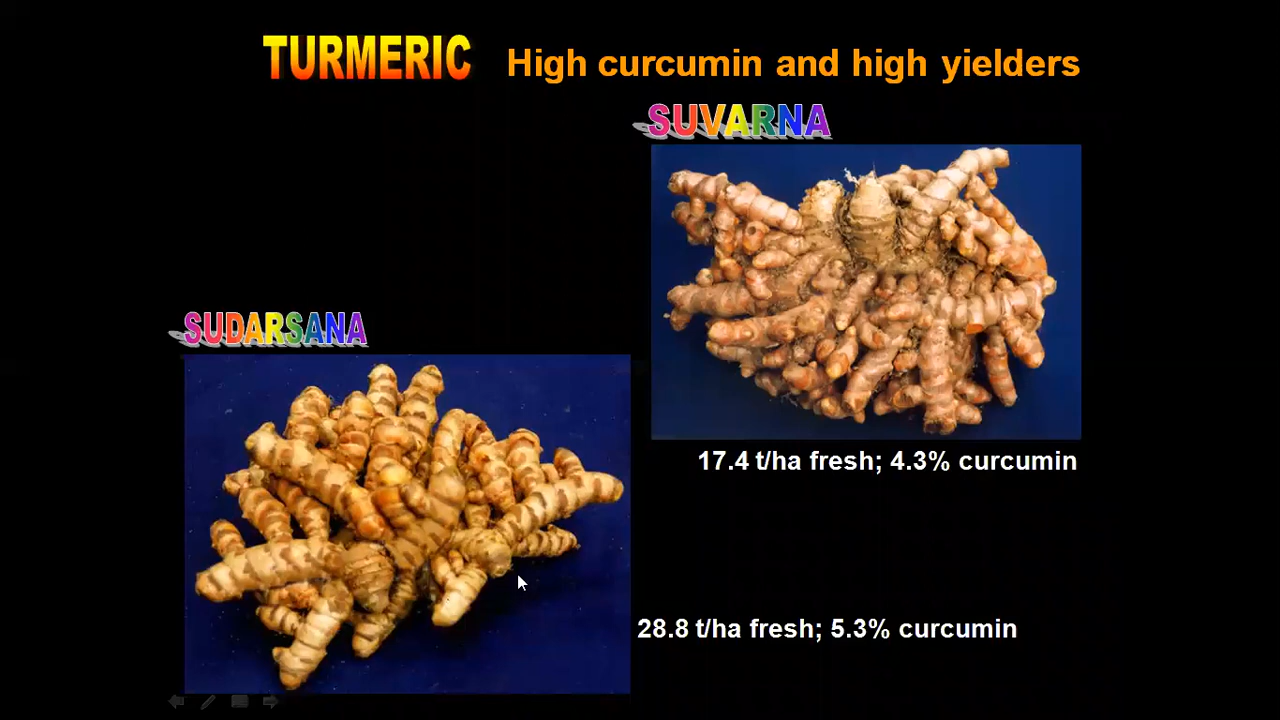 TURMERIC High curcumin and high yielders
SUVARNA
17.4 t/ha fresh; 4.3% curcumin
SUDARSANA
28.8 t/ha fresh; 5.3% curcumin